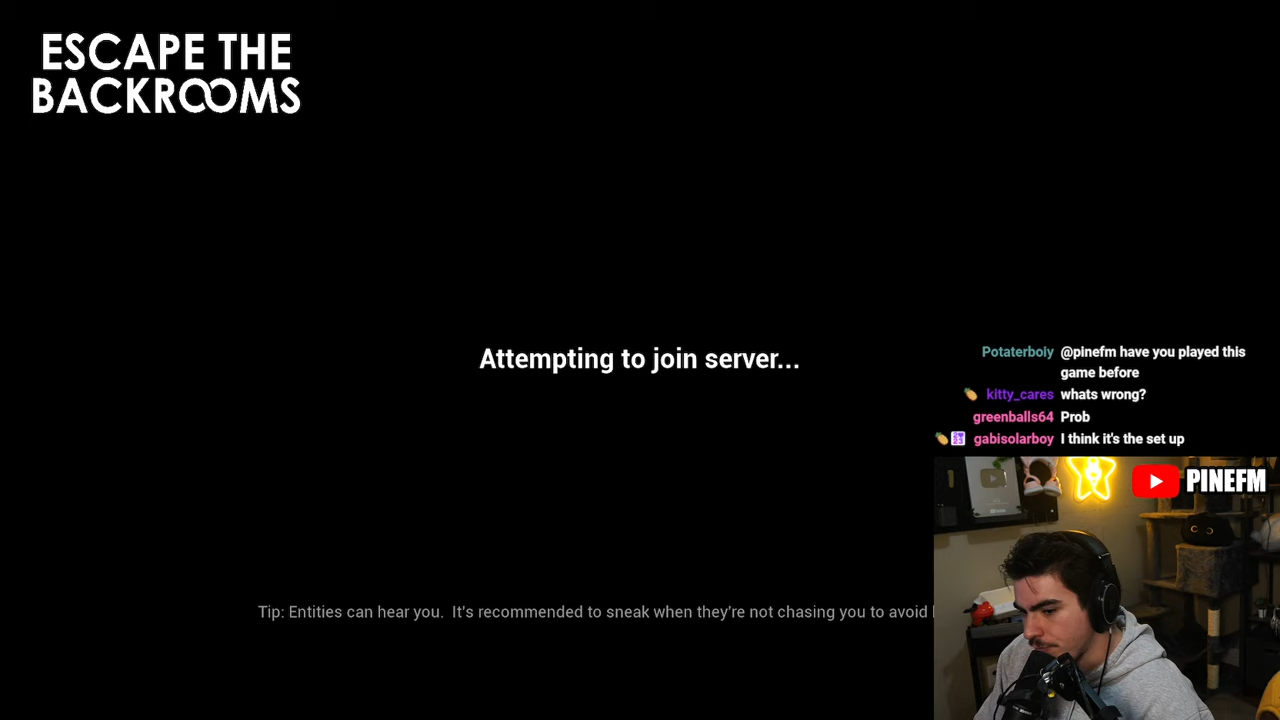 ESCAPE THE
BACKROOMS
Attempting to join server...
Potaterboiy @pinefm have you played this
game before
kitty_cares whats wrong?
greenballs64 Prob
gabisolarboy I think it's the set up
PINEFM
Tip: Entities can hear you. It's recommended to sneak when they're not chasing you to avoid